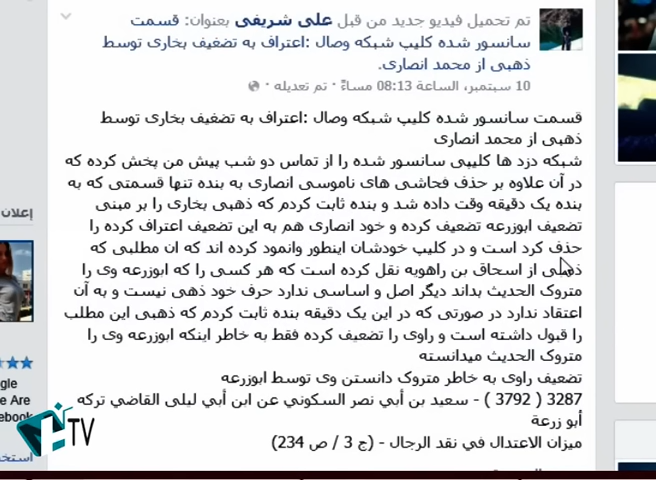 تم تحميل فيديو جديد من قبل علی شریفی بعنوان: قسمت
سانسور شده کلیپ شبکه وصال :اعتراف به تضغیف بخاری توسط
ذهبی از محمد انصاری.
10 سبتمبر، الساعة 08:13 مساءً · تم تعديله ·
قسمت سانسور شده کلیپ شبکه وصال :اعتراف به تضغیف بخاری توسط
ذهبی از محمد انصاری
شبکه دزد ها کلیپی سانسور شده را از تماس دو شب پیش من پخش کرده که
در آن علاوه بر حذف فحاشی های ناموسی انصاری به بنده تنها قسمتی که به
بنده یک دقیقه وقت داده شد و بنده ثابت کردم که ذهبی بخاری را بر مبنی
تضعیف ابوزرعه تضعیف کرده و خود انصاری هم به این تضعیف اعتراف کرده را
حذف کرد است و در کلیپ خودشان اینطور وانمود کرده اند که ان مطلبی که
ذهبی از اسحاق بن راهویه نقل کرده است که هر کسی را که ابوزرعه وی را
متروک الحدیث بداند دیگر اصل و اساسی ندارد حرف خود ذهی نیست و به آن
اعتقاد ندارد در صورتی که در این یک دقیقه بنده ثابت کردم که ذهبی این مطلب
را قبول داشته است و راوی را تضعیف کرده فقط به خاطر اینکه ابوزرعه وی را
متروک الحدیث میدانسته
تضعیف راوی به خاطر متروک دانستن وی توسط ابوزرعه
3287 ( 3792 ) - سعيد بن أبي نصر السكوني عن ابن أبي ليلى القاضي تركه
أبو زرعة
ميزان الاعتدال في نقد الرجال - (ج 3 / ص 234)
إعلان
gle
e Are
cebook
استخد
TV